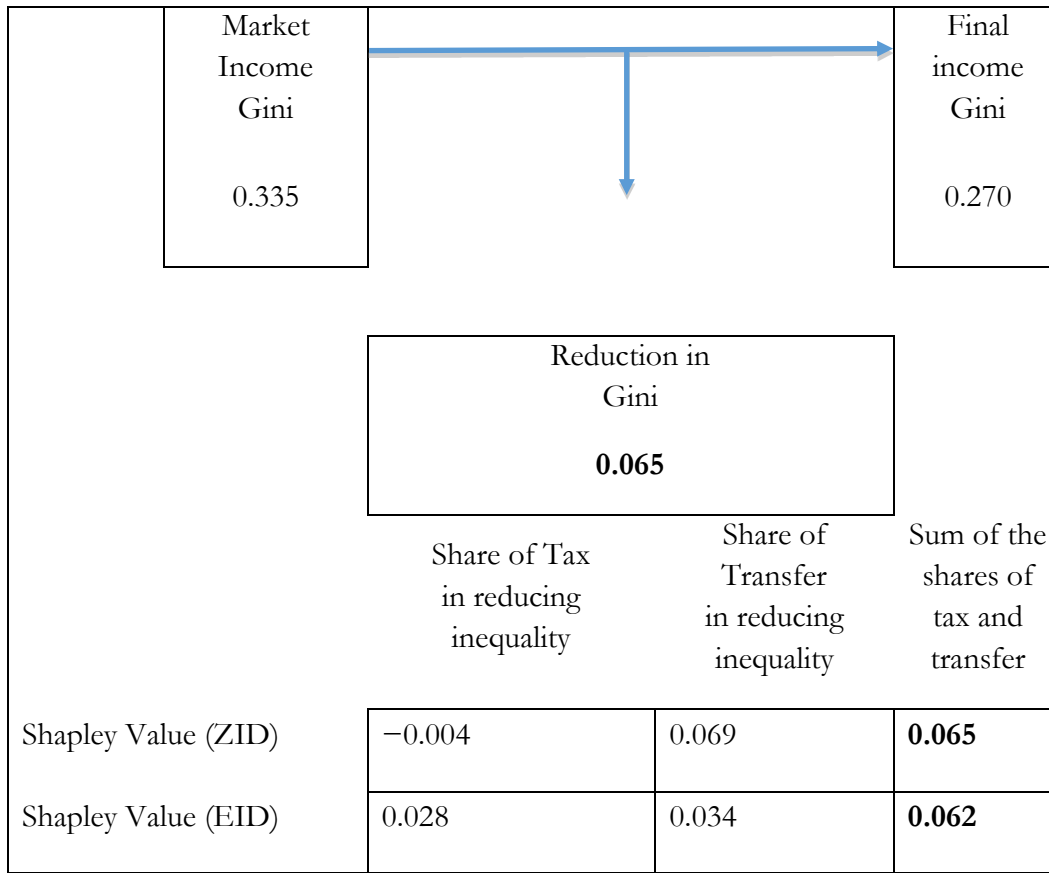 Market
Income
Gini
0.335
Final
income
Gini
0.270
Reduction in
Gini
0.065
Share of Tax
in reducing
inequality
Share of
Transfer
in reducing
inequality
Sum of the
shares of
tax and
transfer
Shapley Value (ZID) −0.004 0.069 0.065
Shapley Value (EID) 0.028 0.034 0.062